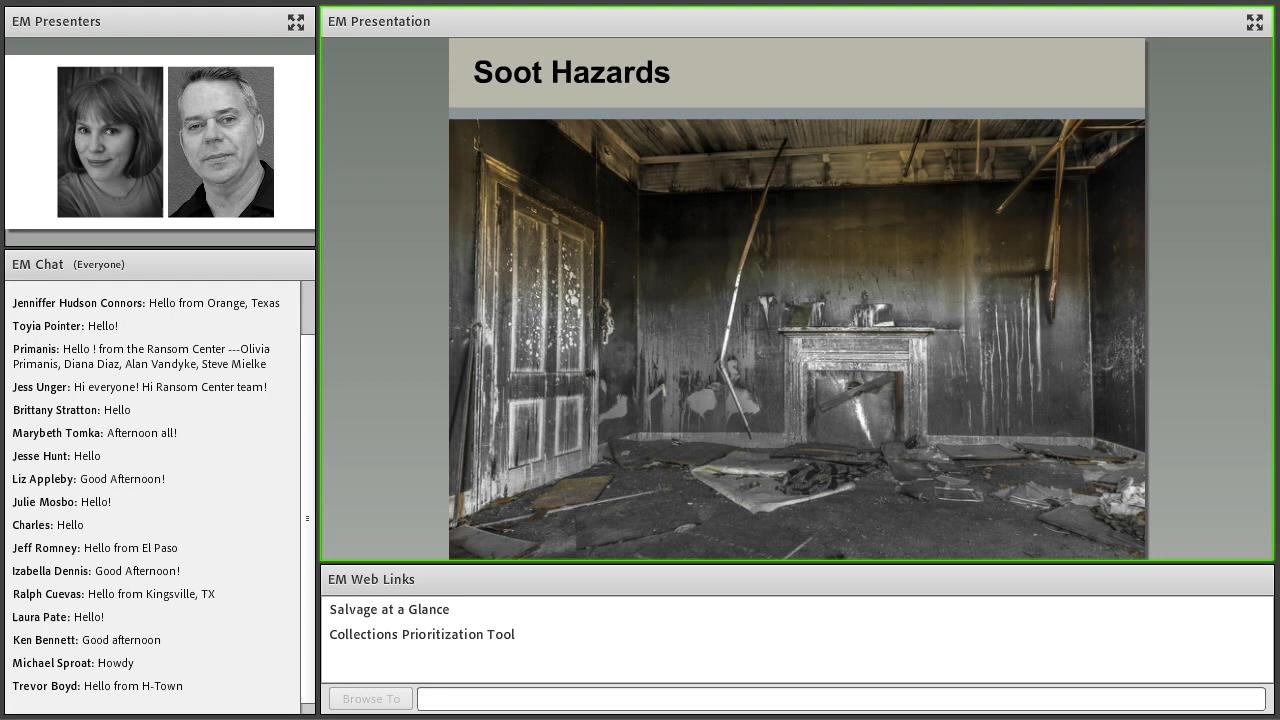 EM Presenters
EM Chat (Everyone)
Jenniffer Hudson Connors: Hello from Orange, Texas
Toyia Pointer: Hello!
Primanis: Hello ! from the Ransom Center ---Olivia
Primanis, Diana Diaz, Ann Vandyke, Steve Mielke
Jess Unger: Hi everyone! Hi Ransom Center team!
Brittany Stratton: Hello
Marybeth Tomka: Afternoon all!
Jesse Hunt: Hello
Liz Appleby: Good Afternoon!
Julie Mosbo: Hello!
Charles: Hello
Jeff Romney: Hello from El Paso
Izabella Dennis: Good Afternoon!
Ralph Cuevas: Hello from Kingsville, TX
Laura Pate: Hello!
Ken Bennett: Good afternoon
Michael Sproat: Howdy
Trevor Boyd: Hello from H-Town
EM Presentation
Soot Hazards
EM Web Links
Salvage at a Glance
Collections Prioritization Tool
Browse To